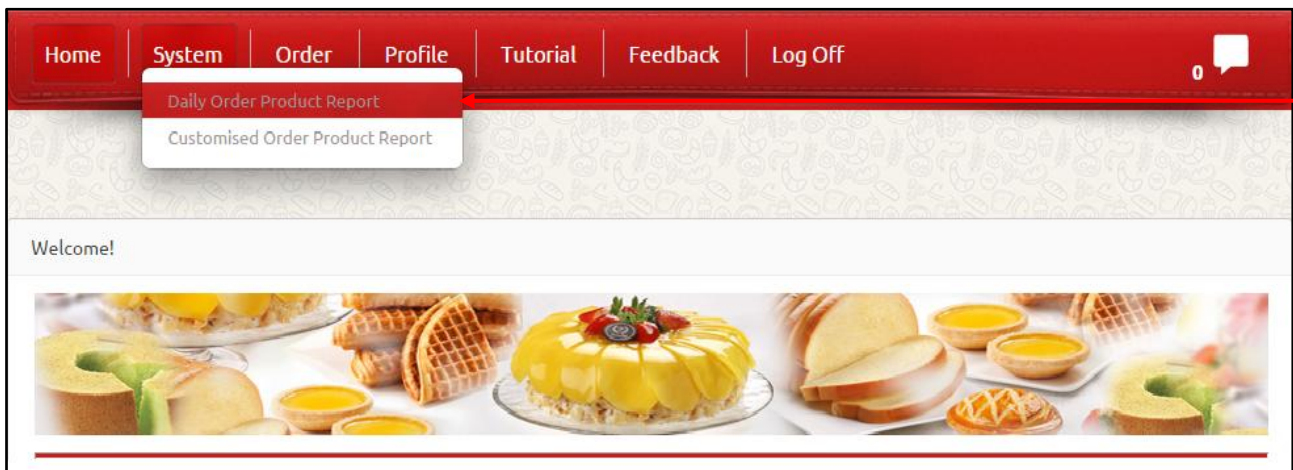 Home System Order Profile Tutorial Feedback Log Off 0
Daily Order Product Report
Customised Order Product Report
Welcome!